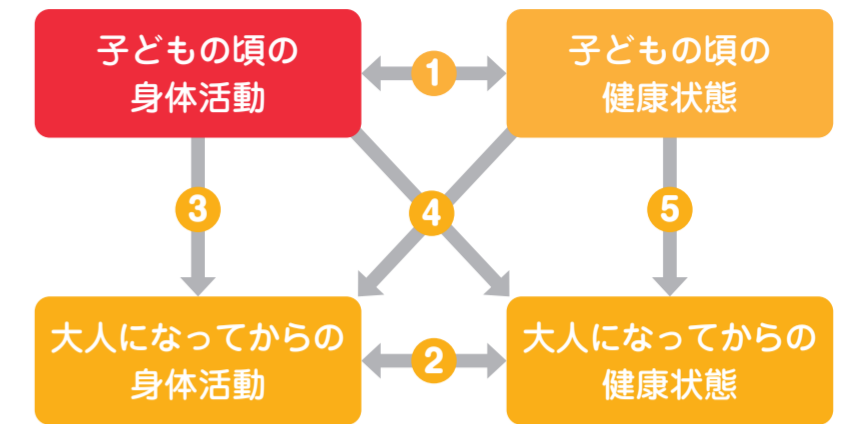 子どもの頃の
身体活動
1
子どもの頃の
健康状態
3
4
5
大人になってからの
身体活動
2
大人になってからの
健康状態